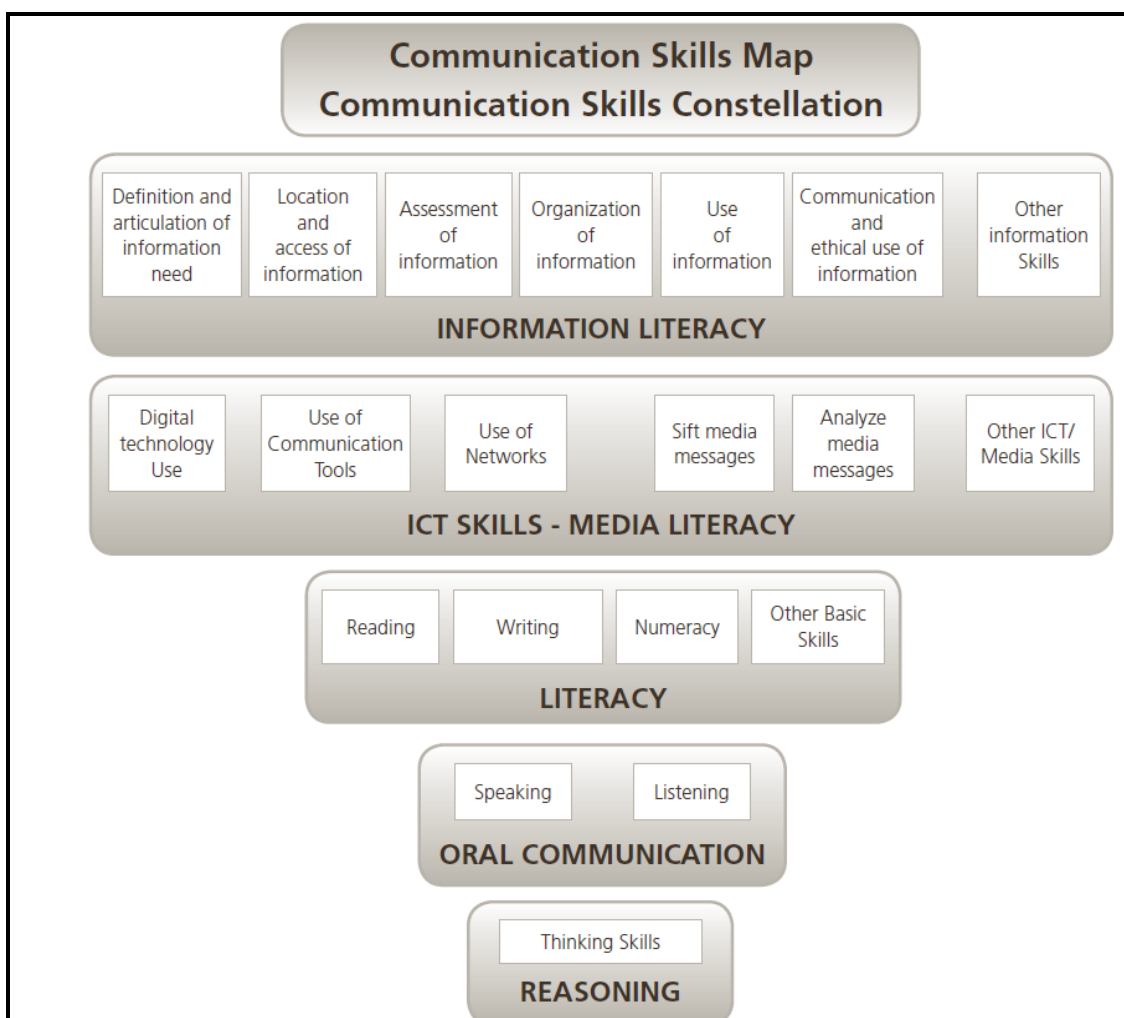 Communication Skills Map
Communication Skills Constellation
Definition and
articulation of
information
need
Location
and
access of
information
Assessment
of
information
Organization
of
information
Use
of
information
Communication
and
ethical use of
information
Other
information
Skills
INFORMATION LITERACY
Digital
technology
Use
Use of
Communication
Tools
Use of
Networks
Sift media
messages
Analyze
media
messages
Other ICT/
Media Skills
ICT SKILLS - MEDIA LITERACY
Reading
Writing
Numeracy
Other Basic
Skills
LITERACY
Speaking
Listening
ORAL COMMUNICATION
Thinking Skills
REASONING